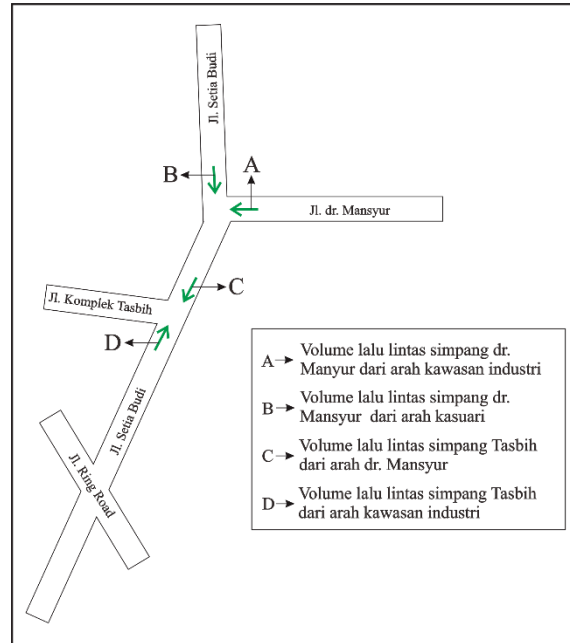 Jl. Setia Budi
B
A
Jl. dr. Mansyur
C
Jl. Komplek Tasbih
D
Jl. Setia Budi
Jl. Ring Road
A Volume lalu lintas simpang dr.
Manyur dari arah kawasan industri
B Volume lalu lintas simpang dr.
Mansyur dari arah kasuari
C Volume lalu lintas simpang Tasbih
dari arah dr. Mansyur
D Volume lalu lintas simpang Tasbih
dari arah kawasan industri